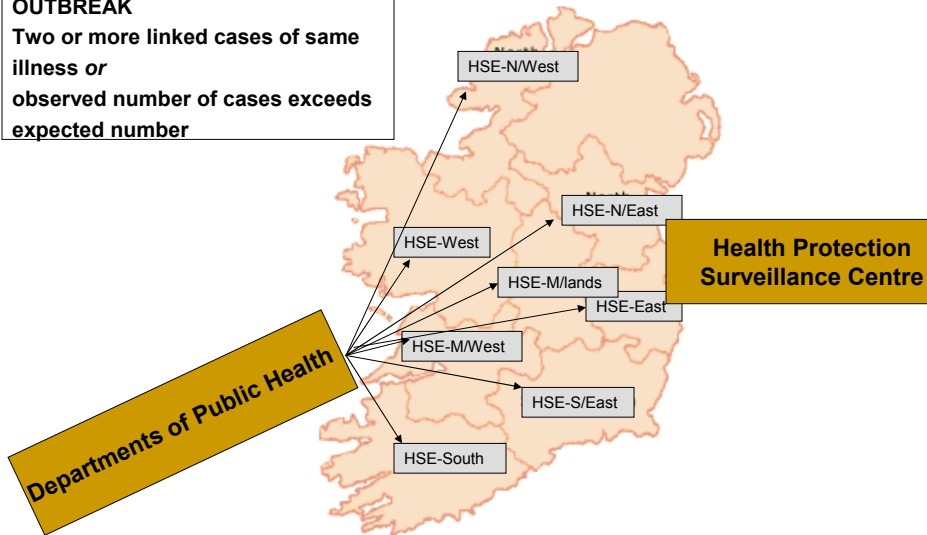 OUTBREAK
Two or more linked cases of same
illness or
observed number of cases exceeds
expected number
North
HSE-N/West
North
HSE-N/East
HSE-West
Health Protection
Surveillance Centre
HSE-M/lands
HSE-East
HSE-M/West
Departments of Public Health
HSE-S/East
HSE-South